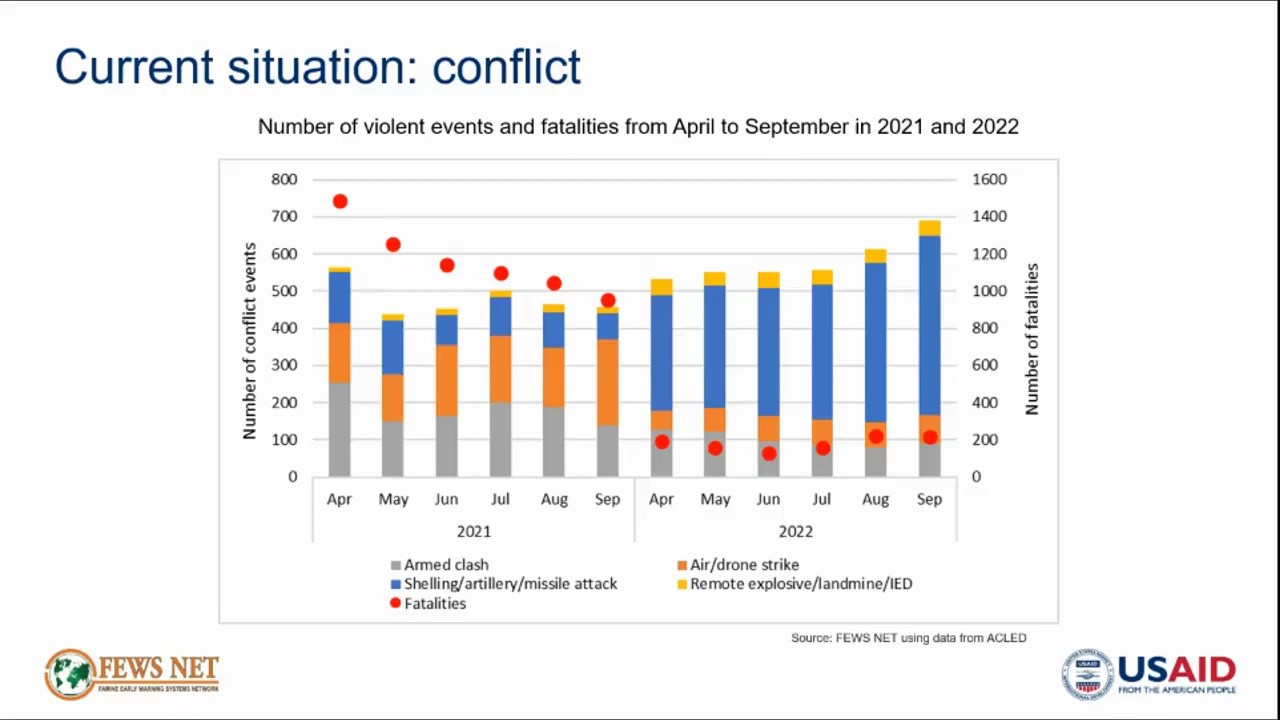 Current situation: conflict
Number of violent events and fatalities from April to September in 2021 and 2022
Number of conflict events
800
700
600
500
400
300
200
100
0
1600
1400
1200
1000
800
600
400
200
0
Number of fatalities
Apr May Jun Jul Aug Sep Apr May Jun Jul Aug Sep
2021 2022
Armed clash Air/drone strike
Shelling/artillery/missile attack Remote explosive/landmine/IED
Fatalities
Source: FEWS NET using data from ACLED
FEWS NET
FAMINE EARLY WARNING SYSTEMS NETWORK
USAID
USAID
FROM THE AMERICAN PEOPLE